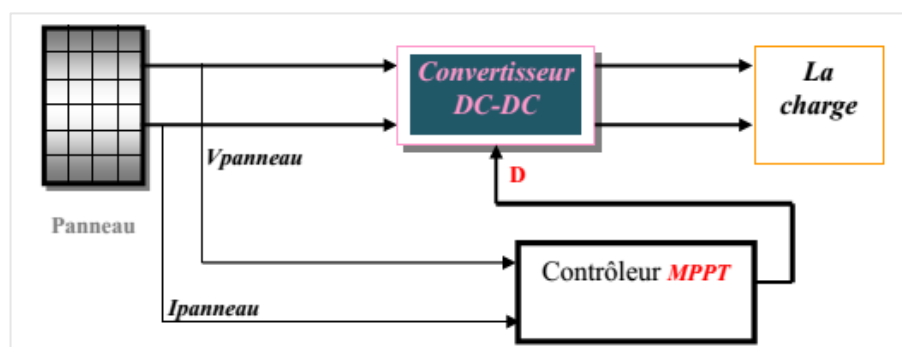 Convertisseur
DC-DC
La
charge
Vpanneau
D
Panneau
Contrôleur MPPT
Ipanneau